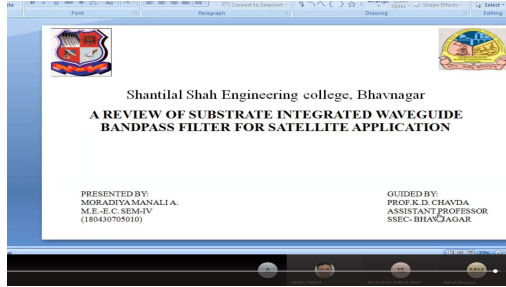 Font
Paragraph
Convert to SmartArt
Drawing
Styles
Shape Effects
Select
Editing
Shantilal Shah Engineering college, Bhavnagar
A REVIEW OF SUBSTRATE INTEGRATED WAVEGUIDE
BANDPASS FILTER FOR SATELLITE APPLICATION
PRESENTED BY:
MORADIYA MANALI A.
M.E.-E.C. SEM-IV
(180430705010)
GUIDED BY:
PROF.K.D. CHAVDA
ASSISTANT PROFESSOR
SSEC- BHAVNAGAR
A
MM